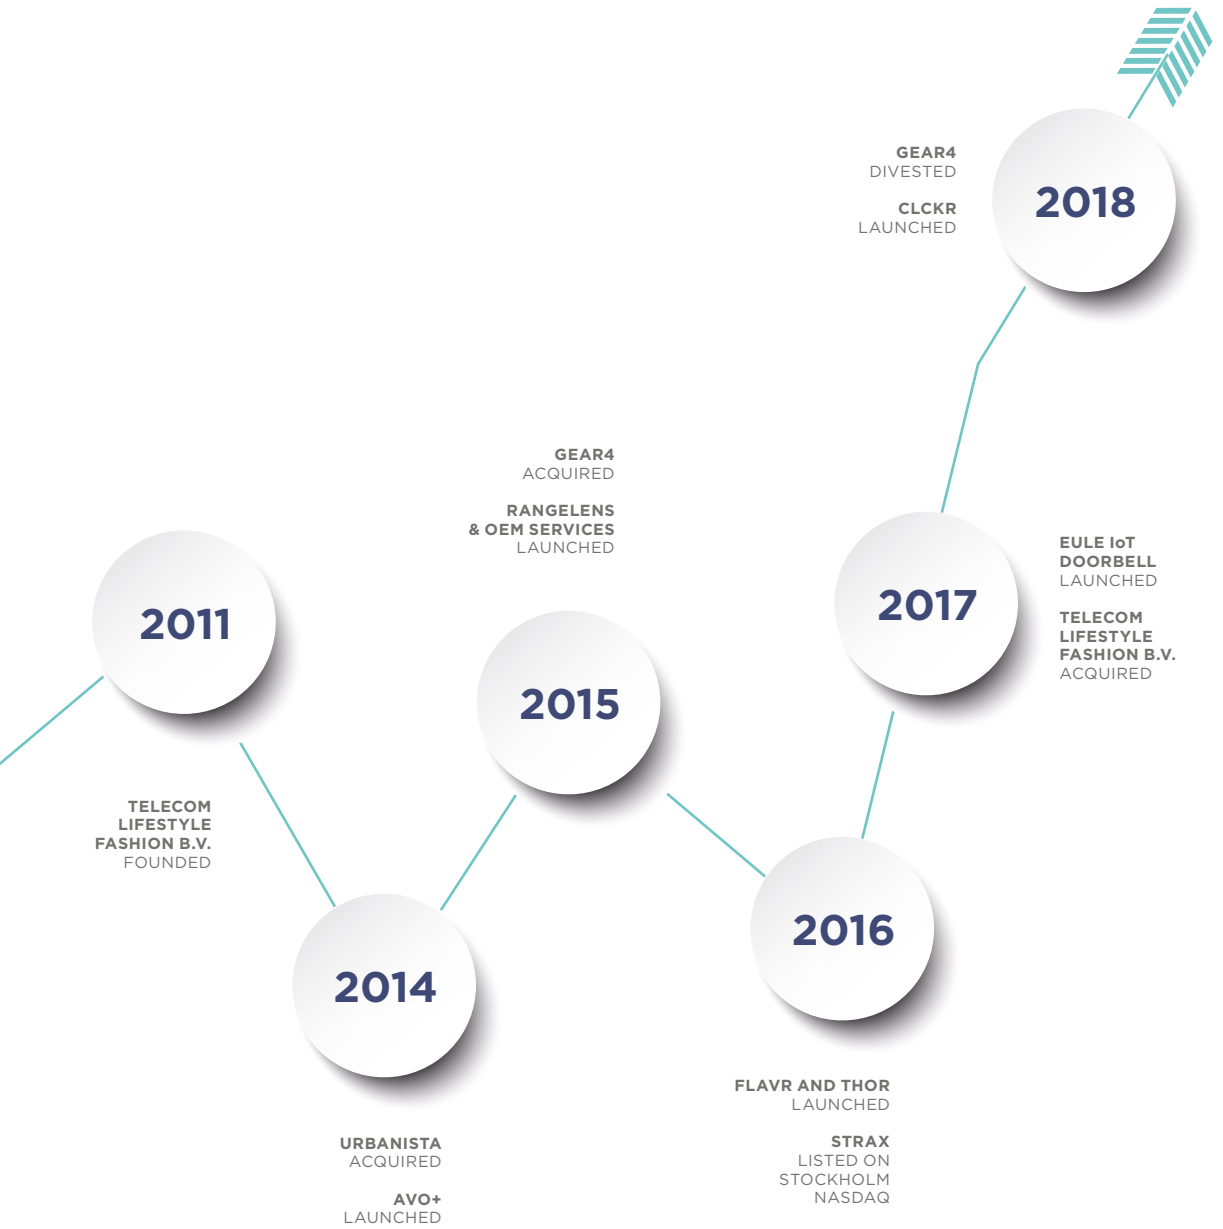 GEAR4
DIVESTED
CLCKR
LAUNCHED
2018
GEAR4
ACQUIRED
RANGELENS
& OEM SERVICES
LAUNCHED
2011
2015
2017
EULE IoT
DOORBELL
LAUNCHED
TELECOM
LIFESTYLE
FASHION B.V.
ACQUIRED
TELECOM
LIFESTYLE
FASHION B.V.
FOUNDED
2014
2016
URBANISTA
ACQUIRED
AVO+
LAUNCHED
FLAVR AND THOR
LAUNCHED
STRAX
LISTED ON
STOCKHOLM
NASDAQ